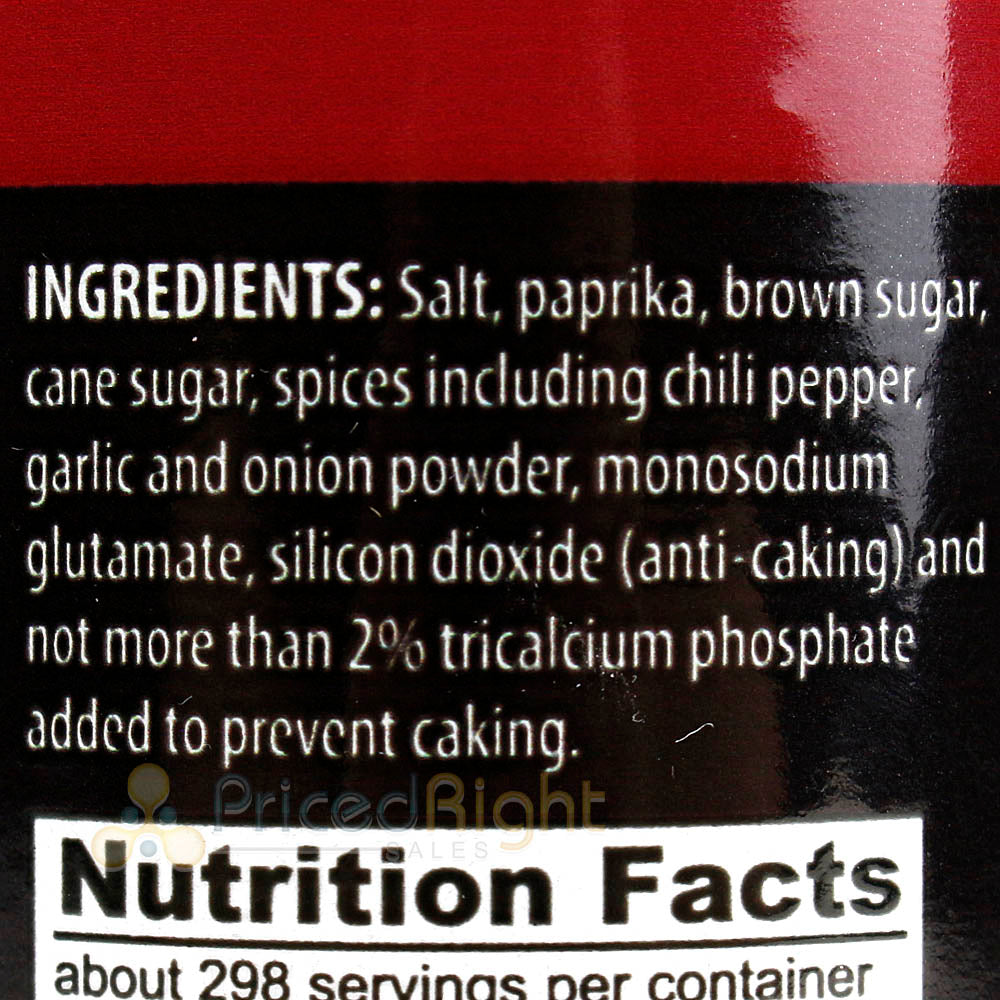 INGREDIENTS: Salt, paprika, brown sugar,
cane sugar, spices including chili pepper,
garlic and onion powder, monosodium
glutamate, silicon dioxide (anti-caking) and
not more than 2% tricalcium phosphate
added to prevent caking.
PricedRight
SALES
Nutrition Facts
about 298 servings per container